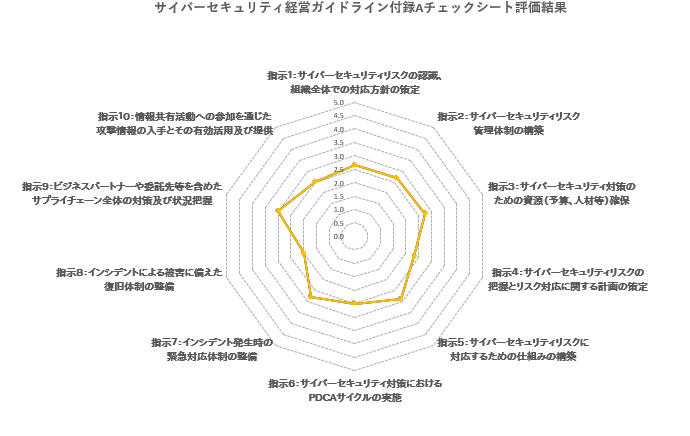 サイバーセキュリティ経営ガイドライン付録Aチェックシート評価結果
指示1：サイバーセキュリティリスクの認識、
組織全体での対応方針の策定
指示2：サイバーセキュリティリスク
管理体制の構築
指示3：サイバーセキュリティ対策の
ための資源（予算、人材等）確保
指示4：サイバーセキュリティリスクの
把握とリスク対応に関する計画の策定
指示5：サイバーセキュリティリスクに
対応するための仕組みの構築
指示6：サイバーセキュリティ対策における
PDCAサイクルの実施
指示7：インシデント発生時の
緊急対応体制の整備
指示8：インシデントによる被害に備えた
復旧体制の整備
指示9：ビジネスパートナーや委託先等を含めた
サプライチェーン全体の対策及び状況把握
指示10：情報共有活動への参加を通じた
攻撃情報の入手とその有効活用及び提供
5.0
4.5
4.0
3.5
3.0
2.5
2.0
1.5
1.0
0.5
0.0